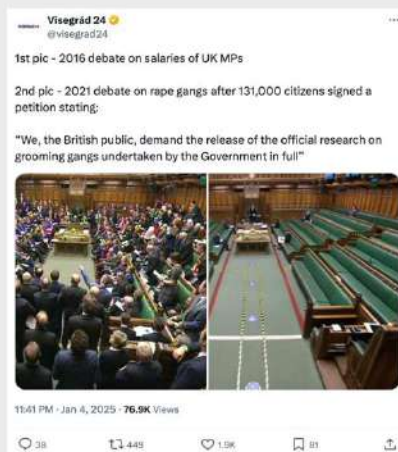 Visegrád 24
@visegrad24
1st pic - 2016 debate on salaries of UK MPs
2nd pic - 2021 debate on rape gangs after 131,000 citizens signed a
petition stating:
"We, the British public, demand the release of the official research on
grooming gangs undertaken by the Government in full"
11:41 PM · Jan 4, 2025 · 76.9K Views
38
449
1.9K
81